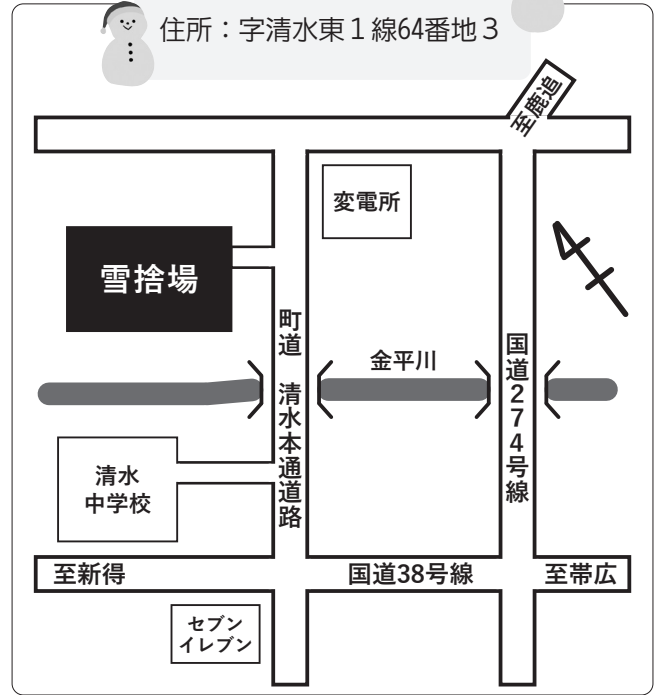 住所：字清水東１線64番地３
至鹿追
変電所
雪捨場
町道　清水本通道路
金平川
国道274号線
清水
中学校
至新得
国道38号線
至帯広
セブン
イレブン